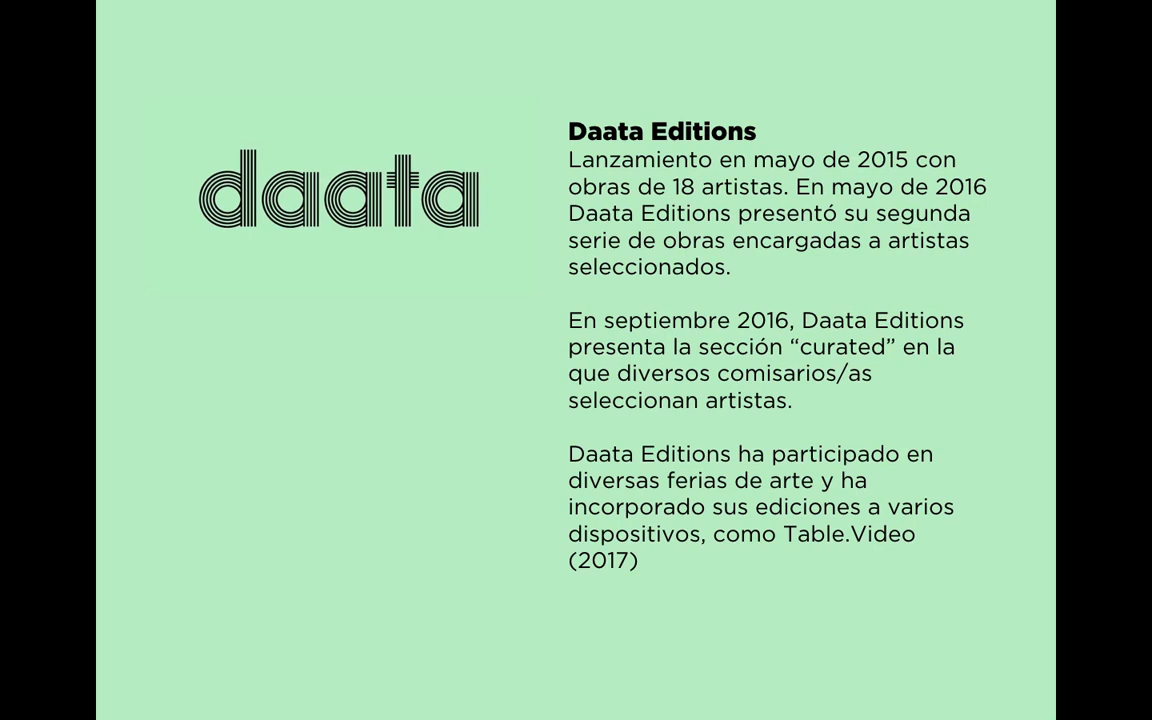 daata
Daata Editions
Lanzamiento en mayo de 2015 con
obras de 18 artistas. En mayo de 2016
Daata Editions presentó su segunda
serie de obras encargadas a artistas
seleccionados.
En septiembre 2016, Daata Editions
presenta la sección “curated” en la
que diversos comisarios/as
seleccionan artistas.
Daata Editions ha participado en
diversas ferias de arte y ha
incorporado sus ediciones a varios
dispositivos, como Table.Video
(2017)